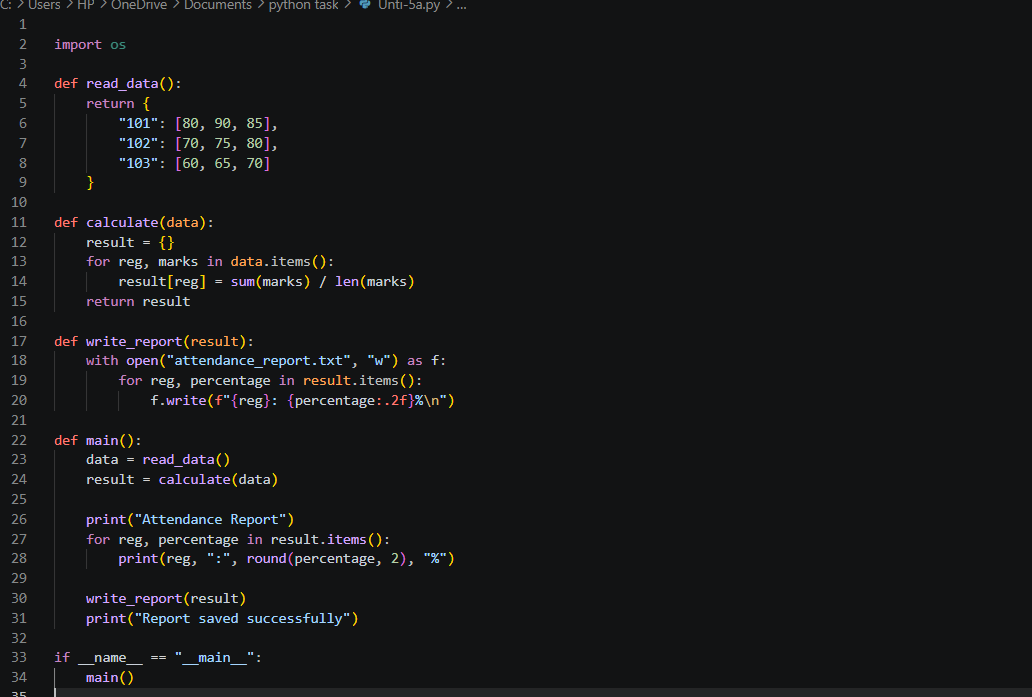 C: > Users > HP > OneDrive > Documents > python task > Unti-5a.py > ...
1
2 import os
3
4 def read_data():
5     return {
6         "101": [80, 90, 85],
7         "102": [70, 75, 80],
8         "103": [60, 65, 70]
9     }
10
11 def calculate(data):
12     result = {}
13     for reg, marks in data.items():
14         result[reg] = sum(marks) / len(marks)
15     return result
16
17 def write_report(result):
18     with open("attendance_report.txt", "w") as f:
19         for reg, percentage in result.items():
20             f.write(f"{reg}: {percentage:.2f}%\n")
21
22 def main():
23     data = read_data()
24     result = calculate(data)
25
26     print("Attendance Report")
27     for reg, percentage in result.items():
28         print(reg, ":", round(percentage, 2), "%")
29
30     write_report(result)
31     print("Report saved successfully")
32
33 if __name__ == "__main__":
34     main()
35